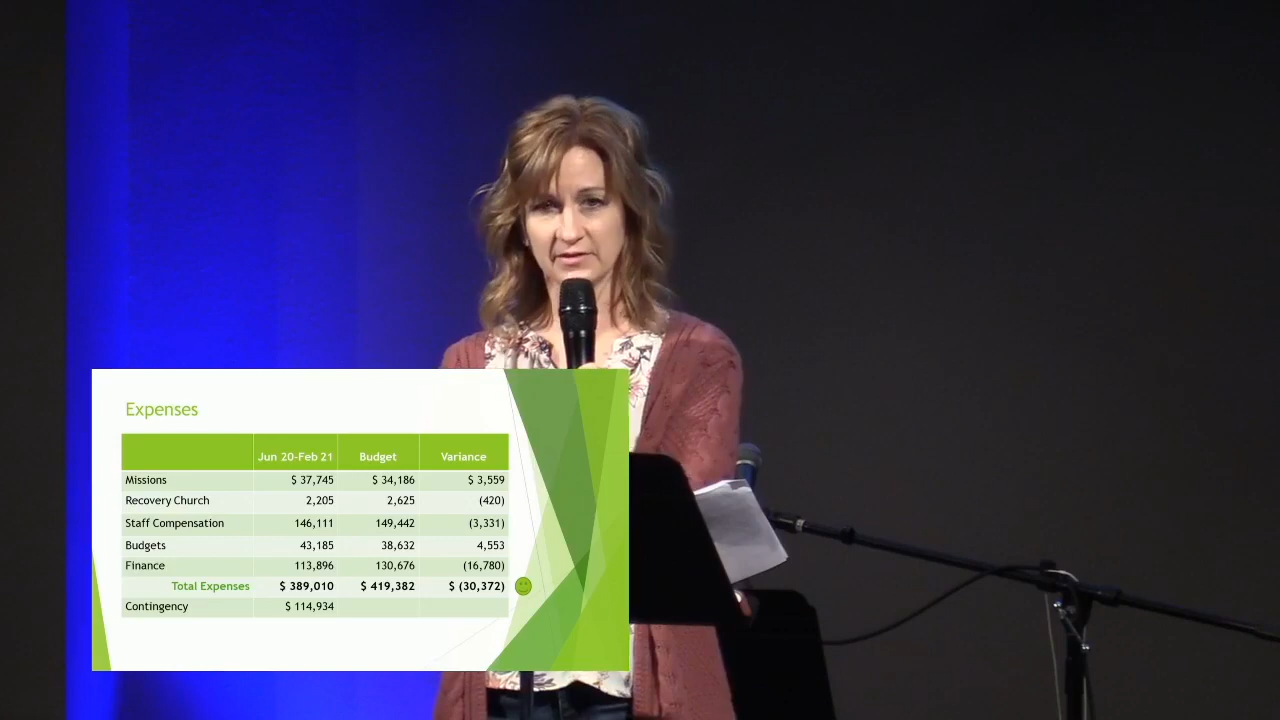 Expenses
Jun 20-Feb 21 Budget Variance
Missions $ 37,745 $ 34,186 $ 3,559
Recovery Church 2,205 2,625 (420)
Staff Compensation 146,111 149,442 (3,331)
Budgets 43,185 38,632 4,553
Finance 113,896 130,676 (16,780)
Total Expenses $ 389,010 $ 419,382 $ (30,372)
Contingency $ 114,934